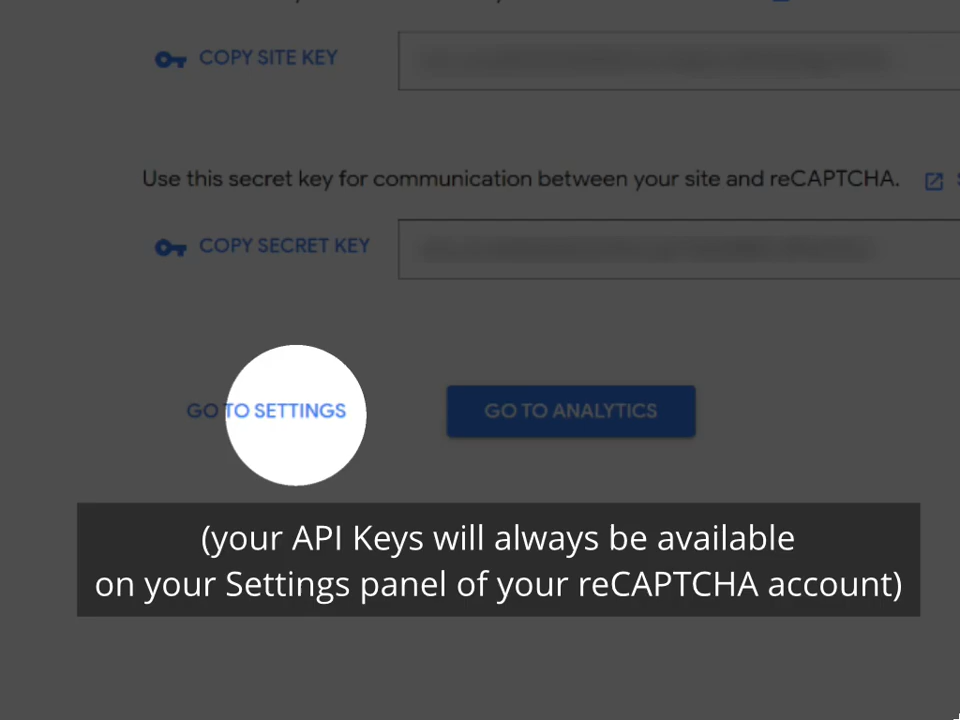 COPY SITE KEY
Use this secret key for communication between your site and reCAPTCHA.
COPY SECRET KEY
GO TO SETTINGS
GO TO ANALYTICS
(your API Keys will always be available
on your Settings panel of your reCAPTCHA account)